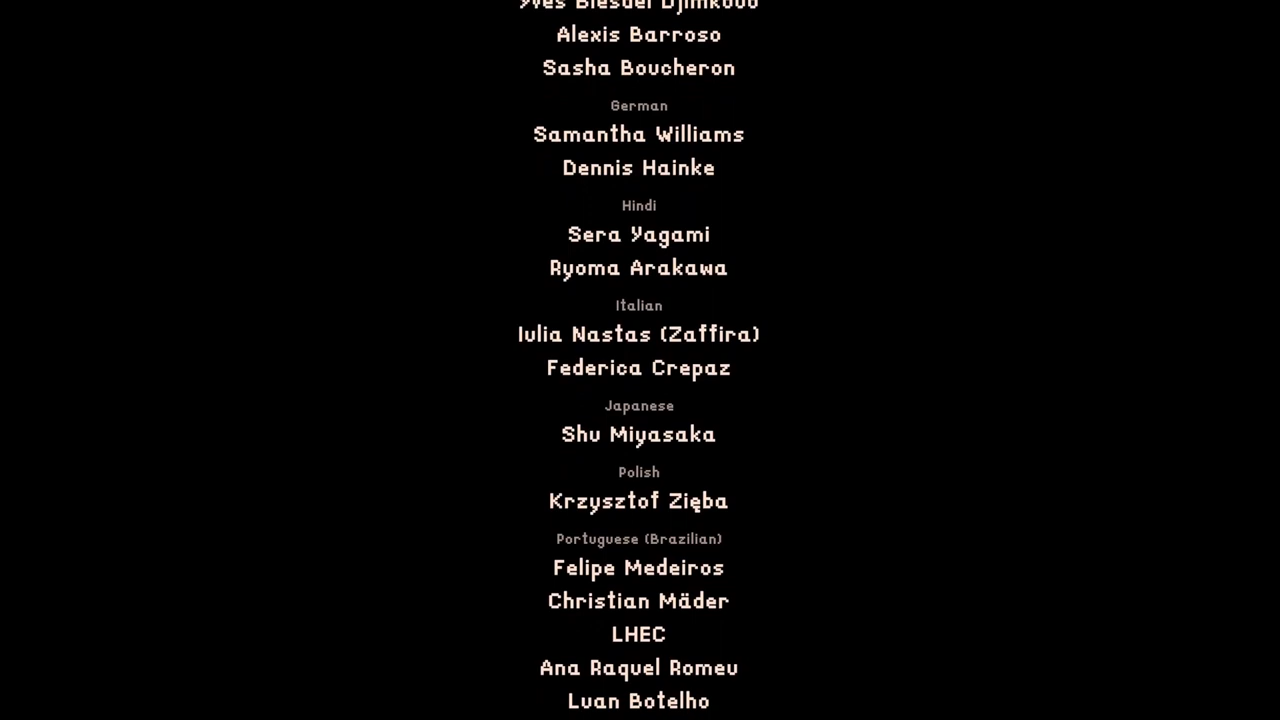 Alexis Barroso
Sasha Boucheron
German
Samantha Williams
Dennis Hainke
Hindi
Sera Yagami
Ryoma Arakawa
Italian
Iulia Nastas (Zaffira)
Federica Crepaz
Japanese
Shu Miyasaka
Polish
Krzysztof Zięba
Portuguese (Brazilian)
Felipe Medeiros
Christian Mäder
LHEC
Ana Raquel Romeu
Luan Botelho